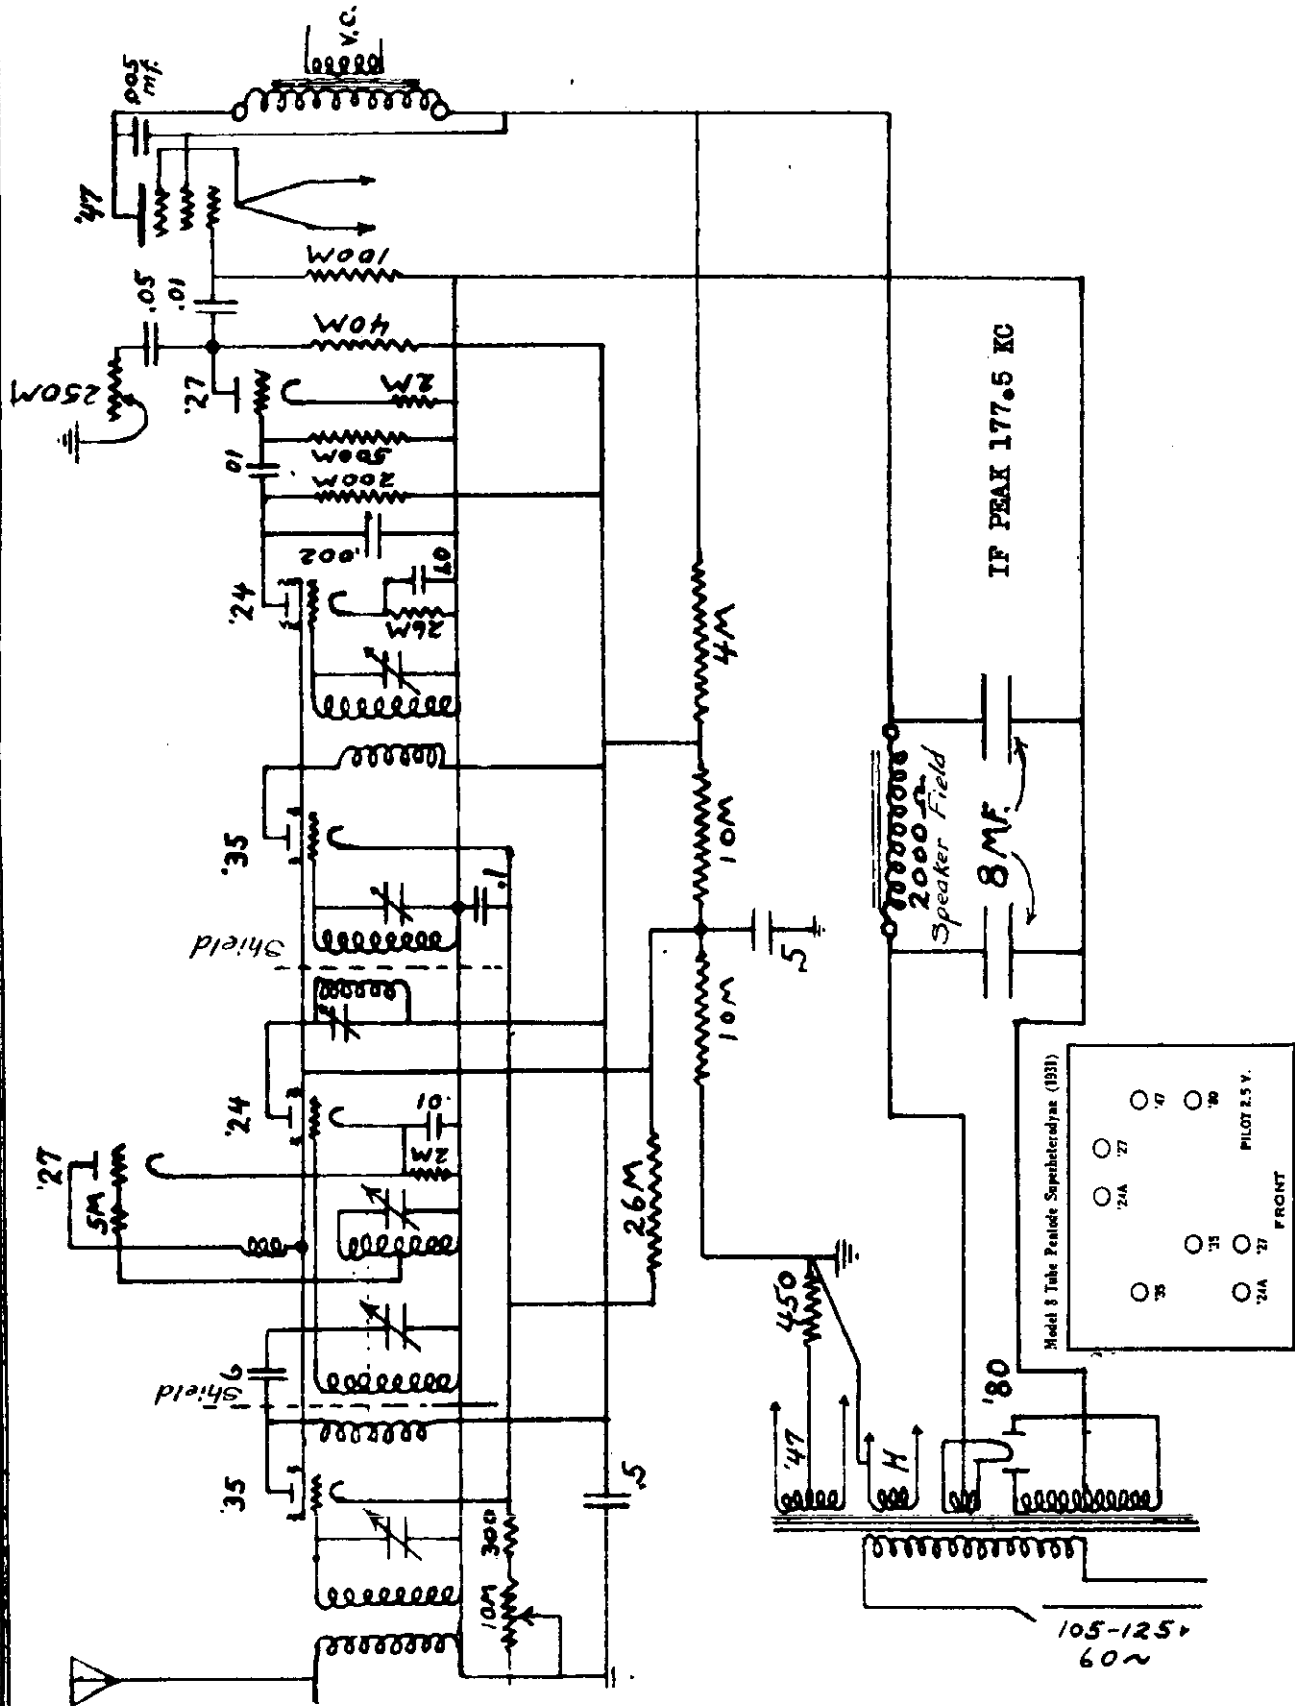 '35
Shield
6
'27
5M
'24
2M
.01
Shield
'35
'24
.002
26M
200M
500M
.01
'27
2M
250M
.05
.01
40M
100M
'47
.005
mf.
V.C.
300
10M
.5
.1
26M
10M
.5
10M
4M
450
'47
H
'80
105-125v
60~
2000Ω
Speaker Field
8 MF.
IF PEAK 177.5 KC
Model 8 Tube Pentode Superheterodyne (1931)
'35
'35
'24A
'27
'24A
'27
'47
'80
PILOT 2.5 V.
FRONT